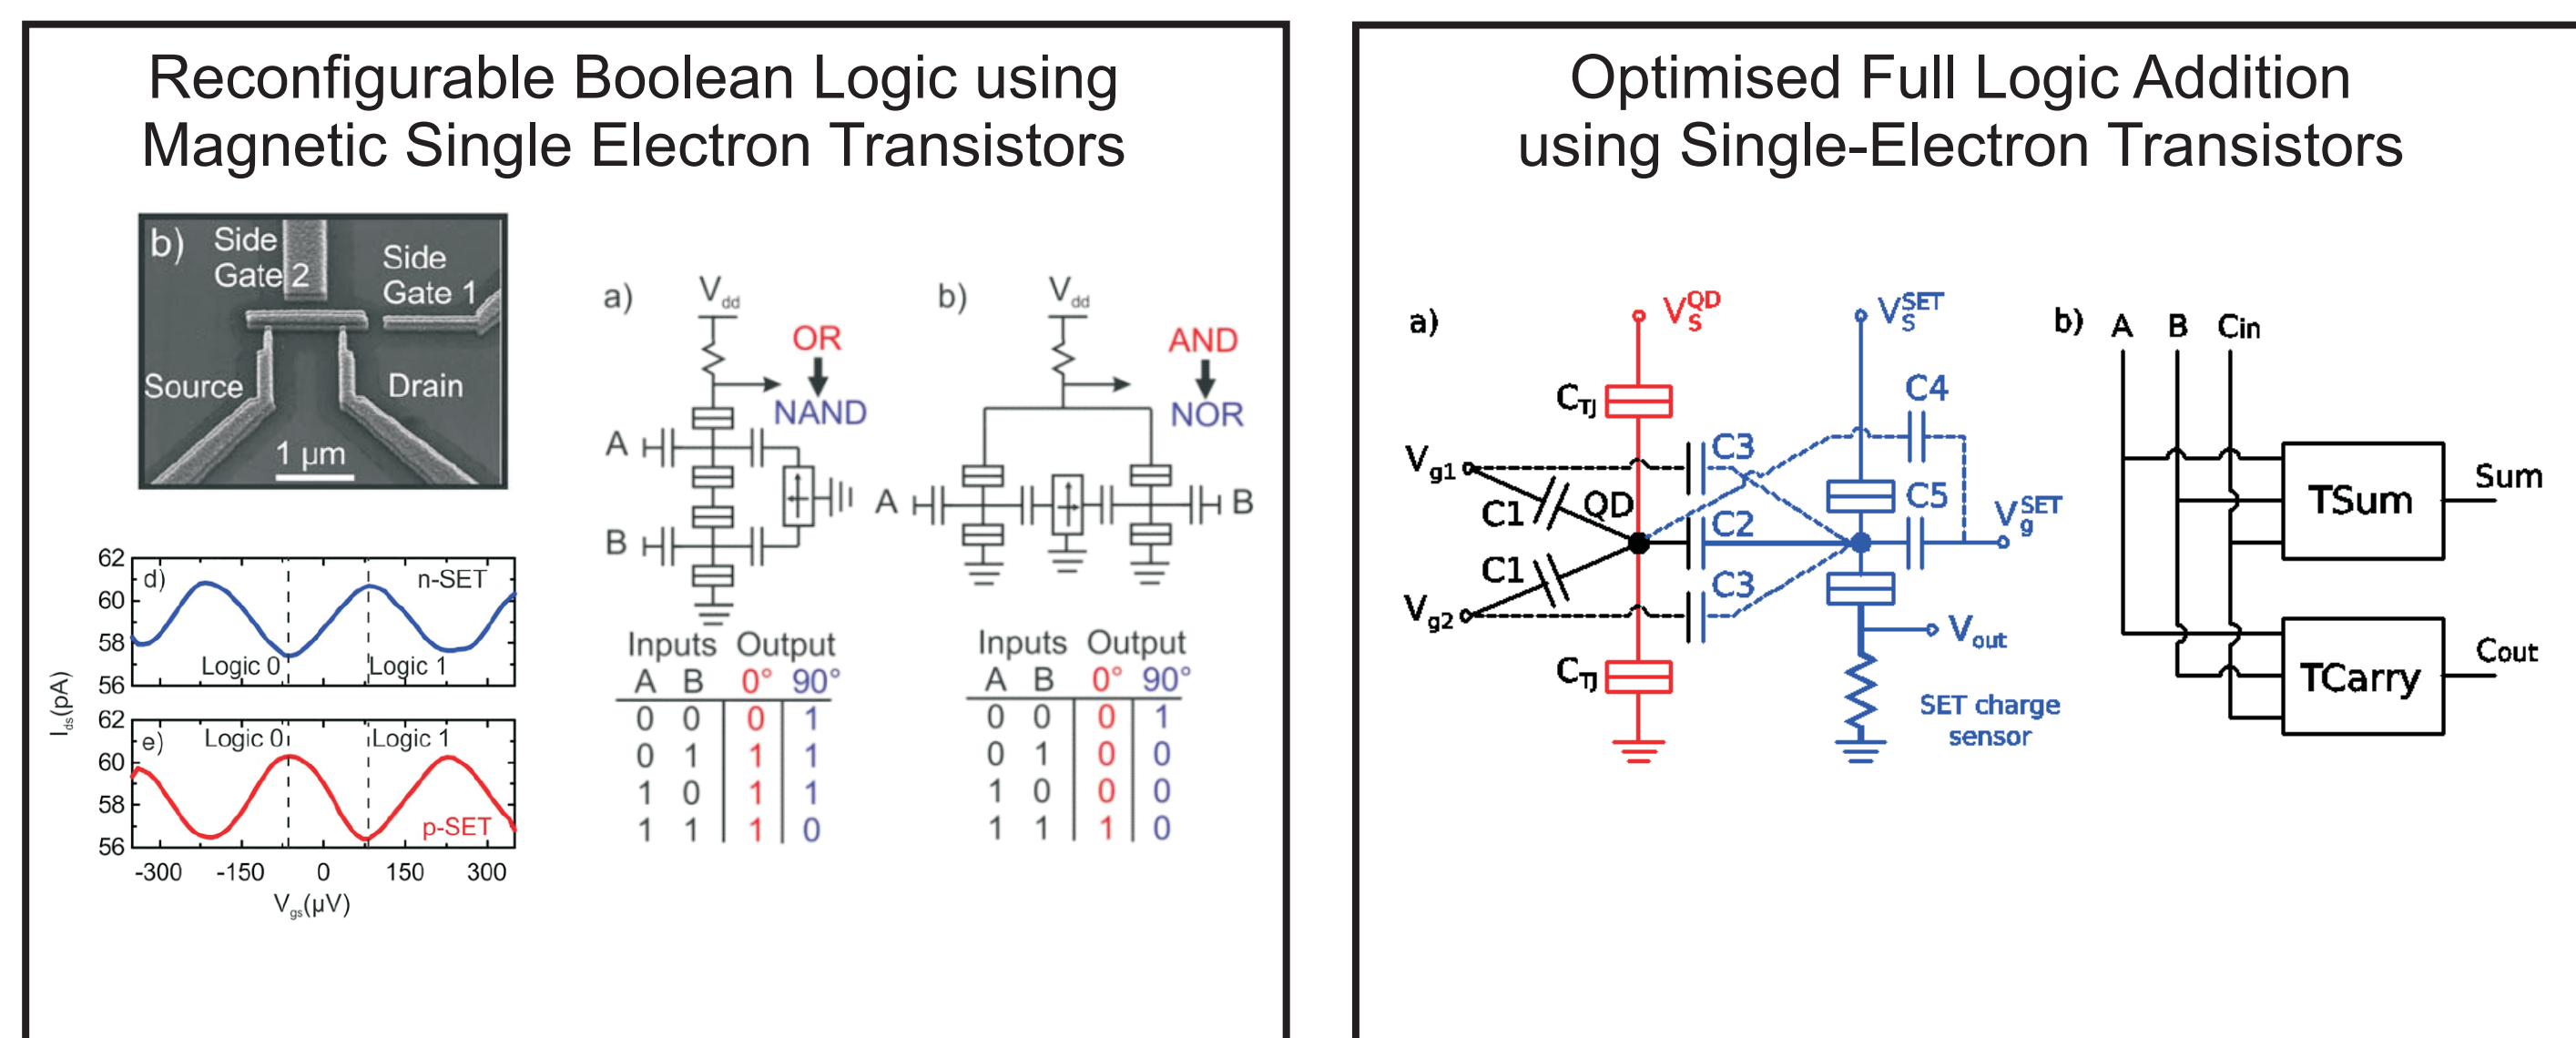 Reconfigurable Boolean Logic using
Magnetic Single Electron Transistors
b)
Side
Gate 2
Side
Gate 1
Source
Drain
1 µm
62
60
58
56
d)
n-SET
Logic 0
Logic 1
62
60
58
56
e)
Logic 0
Logic 1
p-SET
Ids(pA)
-300 -150 0 150 300
Vgs(µV)
a)
Vdd
OR
NAND
A
B
Inputs Output
A B 0° 90°
0 0 0 1
0 1 1 1
1 0 1 1
1 1 1 0
b)
Vdd
AND
NOR
A
B
Inputs Output
A B 0° 90°
0 0 0 1
0 1 0 0
1 0 0 0
1 1 1 0
Optimised Full Logic Addition
using Single-Electron Transistors
a)
VS QD
VS SET
CTJ
C4
Vg1
C3
C1
QD
C5
C2
Vg SET
C1
C3
Vg2
Vout
CTJ
SET charge
sensor
b)
A B Cin
TSum
Sum
TCarry
Cout